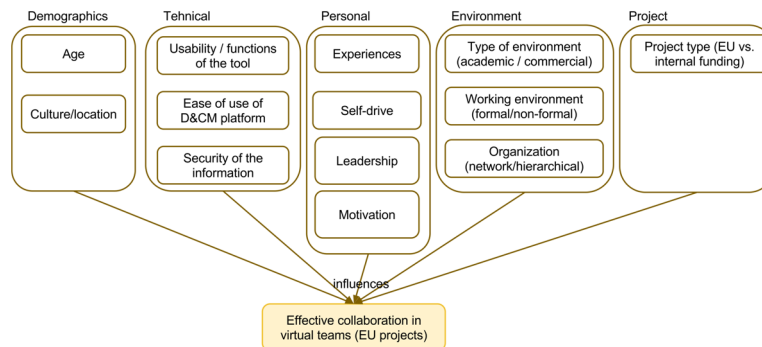 Demographics
Tehnical
Personal
Environment
Project
Age
Culture/location
Usability / functions
of the tool
Ease of use of
D&CM platform
Security of the
information
Experiences
Self-drive
Leadership
Motivation
Type of environment
(academic / commercial)
Working environment
(formal/non-formal)
Organization
(network/hierarchical)
Project type (EU vs.
internal funding)
influences
Effective collaboration in
virtual teams (EU projects)